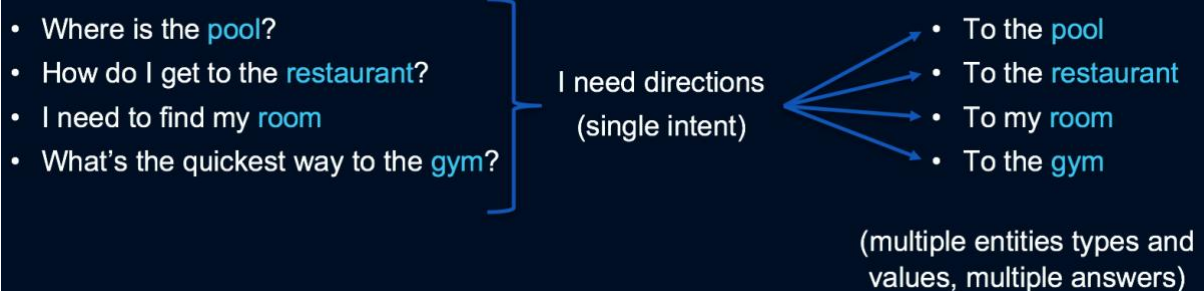 • Where is the pool?
• How do I get to the restaurant?
• I need to find my room
• What's the quickest way to the gym?
I need directions
(single intent)
• To the pool
• To the restaurant
• To my room
• To the gym
(multiple entities types and
values, multiple answers)